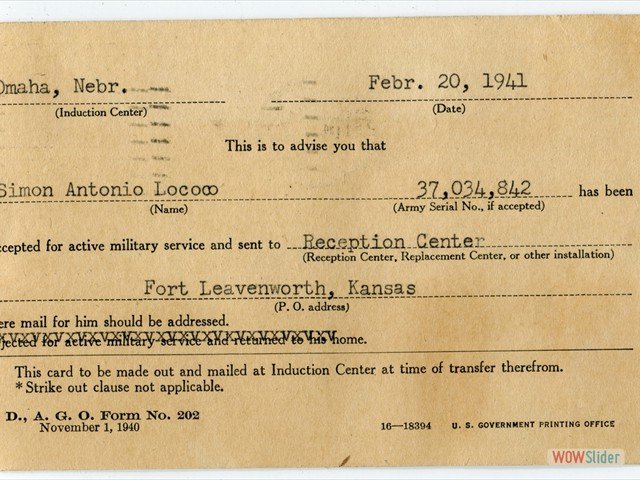 Omaha, Nebr. Febr. 20, 1941
(Induction Center) (Date)
This is to advise you that
Simon Antonio Lococo 37,034,842 has been
(Name) (Army Serial No., if accepted)
ccepted for active military service and sent to Reception Center
(Reception Center, Replacement Center, or other installation)
Fort Leavenworth, Kansas
(P. O. address)
ere mail for him should be addressed.
jected for active military service and returned to his home.
This card to be made out and mailed at Induction Center at time of transfer therefrom.
* Strike out clause not applicable.
D., A. G. O. Form No. 202
November 1, 1940 16—18394 U. S. GOVERNMENT PRINTING OFFICE
WOWSlider